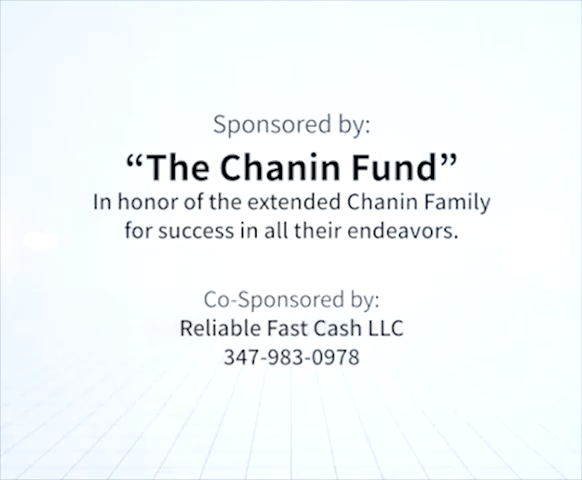 Sponsored by:
“The Chanin Fund”
In honor of the extended Chanin Family
for success in all their endeavors.
Co-Sponsored by:
Reliable Fast Cash LLC
347-983-0978